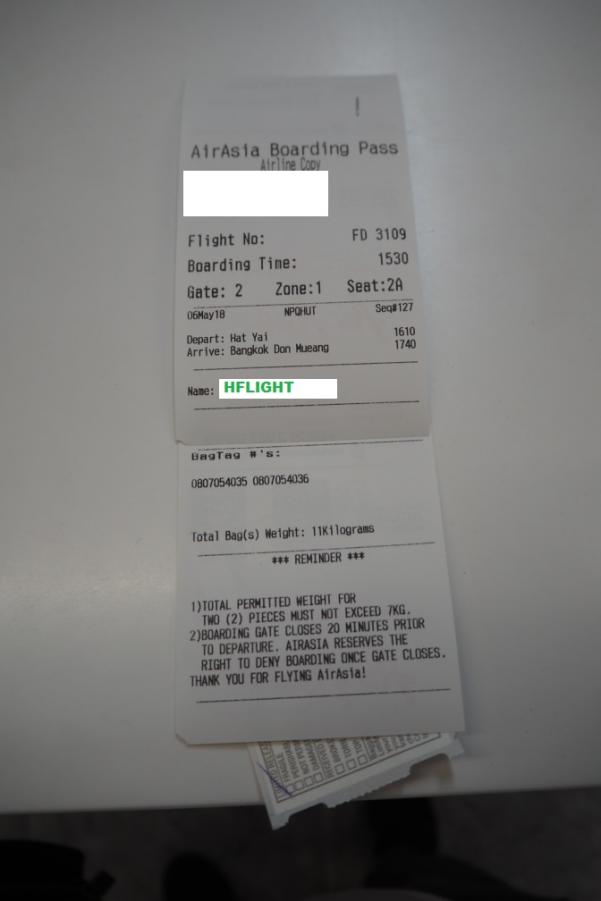 AirAsia Boarding Pass
Airline Copy
Flight No: FD 3109
Boarding Time: 1530
Gate: 2 Zone:1 Seat:2A
06May18 NPQHUT Seq#127
Depart: Hat Yai 1610
Arrive: Bangkok Don Mueang 1740
Name: HFLIGHT
BagTag #'s:
0807054035 0807054036
Total Bag(s) Weight: 11Kilograms
*** REMINDER ***
1)TOTAL PERMITTED WEIGHT FOR
TWO (2) PIECES MUST NOT EXCEED 7KG.
2)BOARDING GATE CLOSES 20 MINUTES PRIOR
TO DEPARTURE. AIRASIA RESERVES THE
RIGHT TO DENY BOARDING ONCE GATE CLOSES.
THANK YOU FOR FLYING AirAsia!
FRAGILE